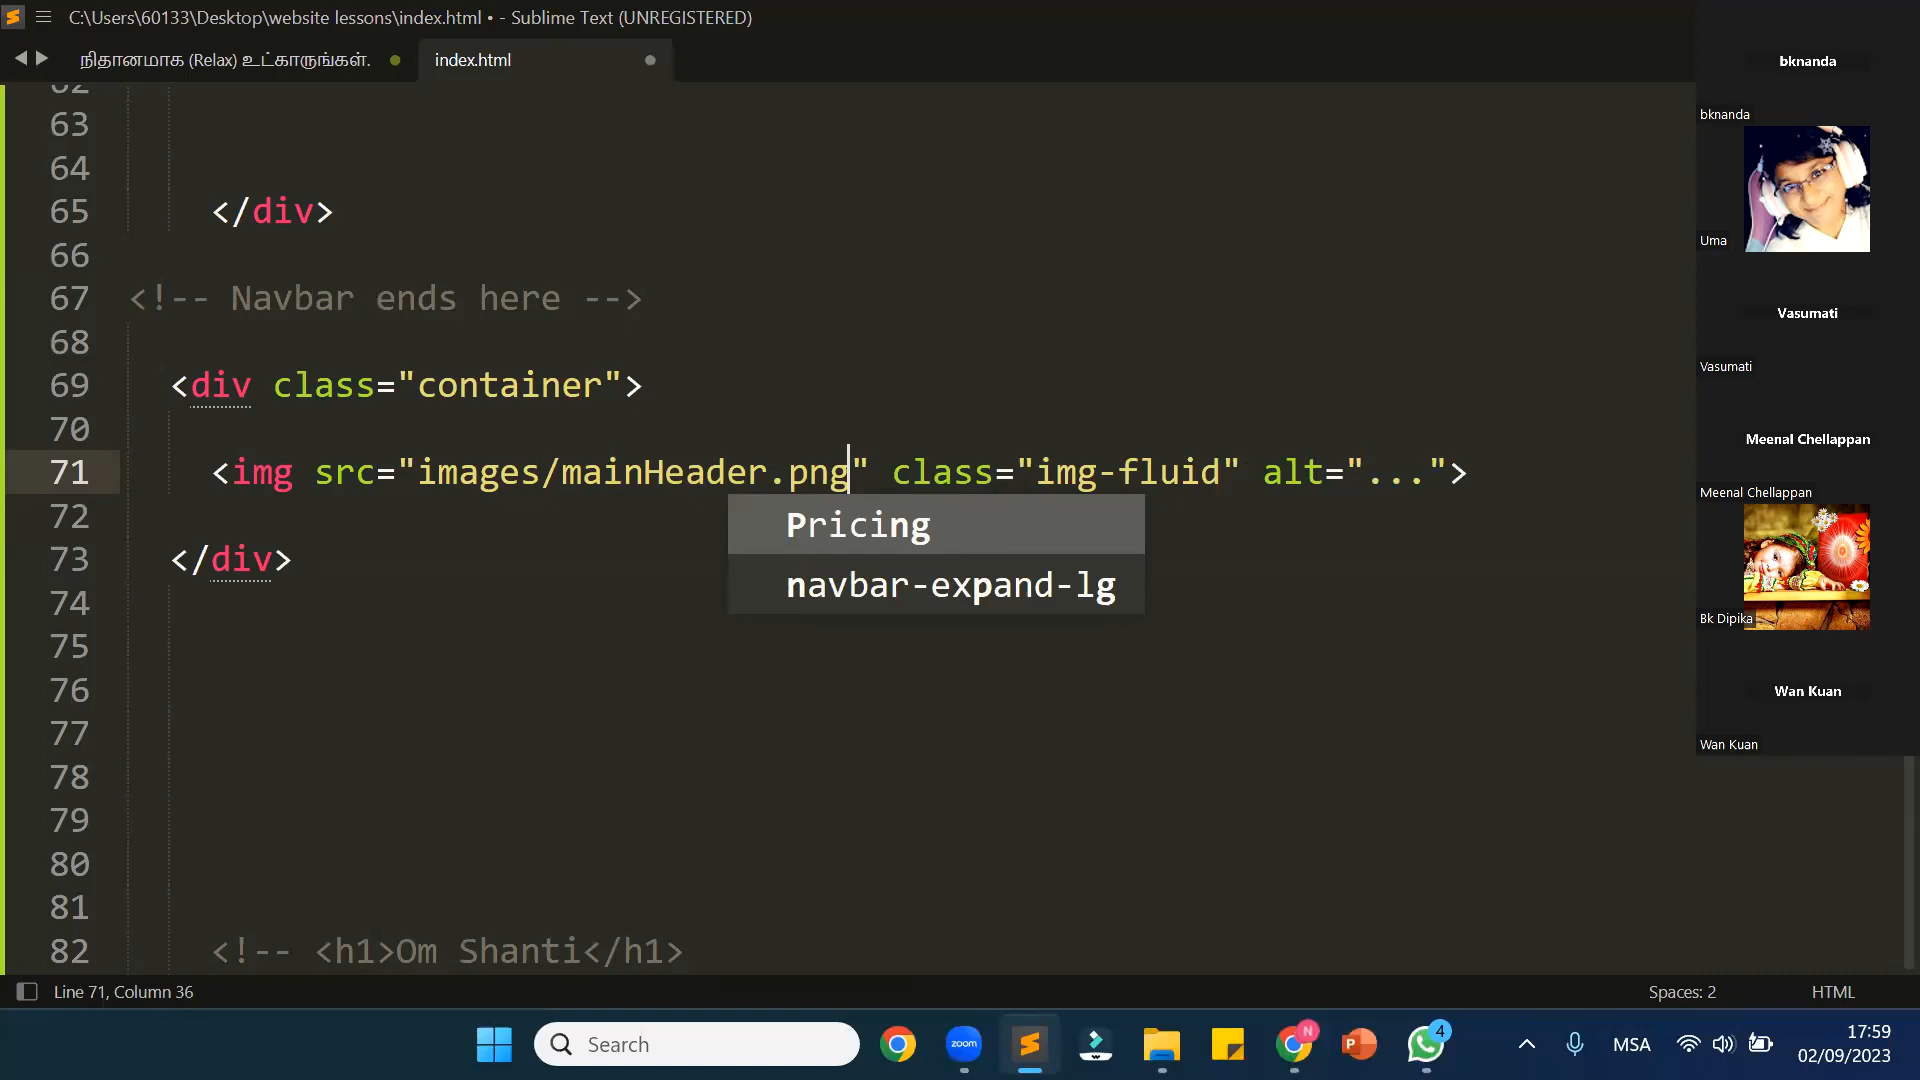 C:\Users\60133\Desktop\website lessons\index.html • - Sublime Text (UNREGISTERED)
நிதானமாக (Relax) உட்காருங்கள்.
index.html
62
63
64
65 </div>
66
67 <!-- Navbar ends here -->
68
69 <div class="container">
70
71 <img src="images/mainHeader.png" class="img-fluid" alt="...">
Pricing
navbar-expand-lg
72
73 </div>
74
75
76
77
78
79
80
81
82 <!-- <h1>Om Shanti</h1>
Line 71, Column 36
Spaces: 2
HTML
bknanda
bknanda
Uma
Vasumati
Vasumati
Meenal Chellappan
Meenal Chellappan
Bk Dipika
Wan Kuan
Wan Kuan
Search
zoom
N
P
4
MSA
17:59
02/09/2023